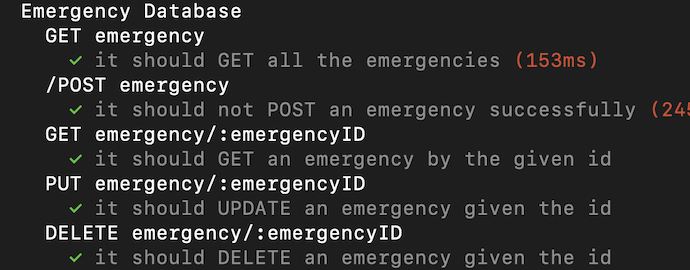 Emergency Database
GET emergency
✓ it should GET all the emergencies (153ms)
/POST emergency
✓ it should not POST an emergency successfully (245
GET emergency/:emergencyID
✓ it should GET an emergency by the given id
PUT emergency/:emergencyID
✓ it should UPDATE an emergency given the id
DELETE emergency/:emergencyID
✓ it should DELETE an emergency given the id